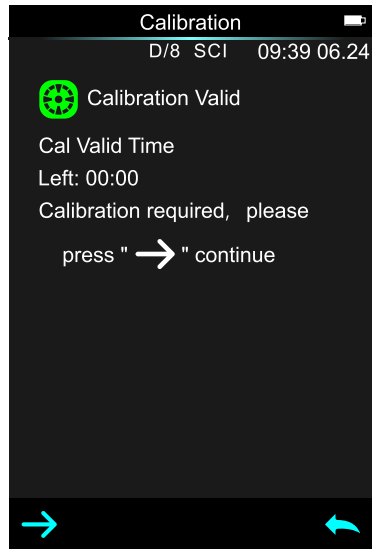 Calibration
D/8 SCI 09:39 06.24
Calibration Valid
Cal Valid Time
Left: 00:00
Calibration required, please
press " → " continue